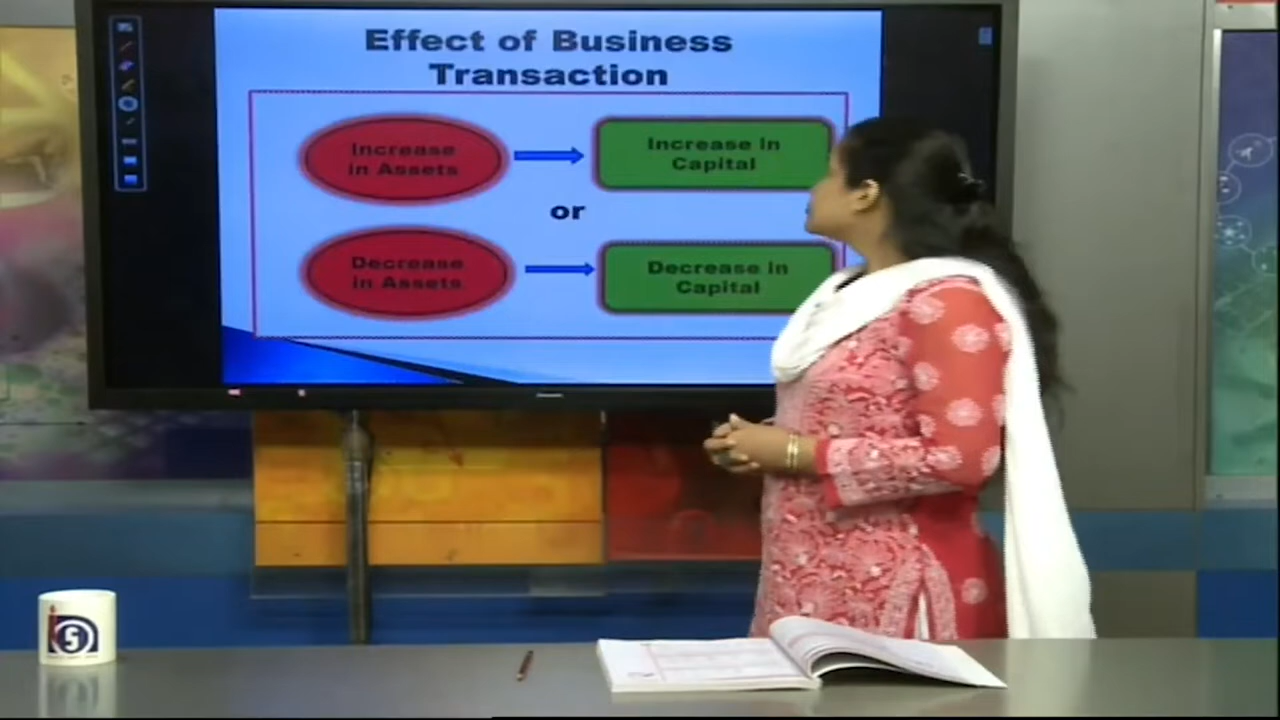 Effect of Business
Transaction
Increase
in Assets
Increase in
Capital
or
Decrease
in Assets
Decrease in
Capital
5